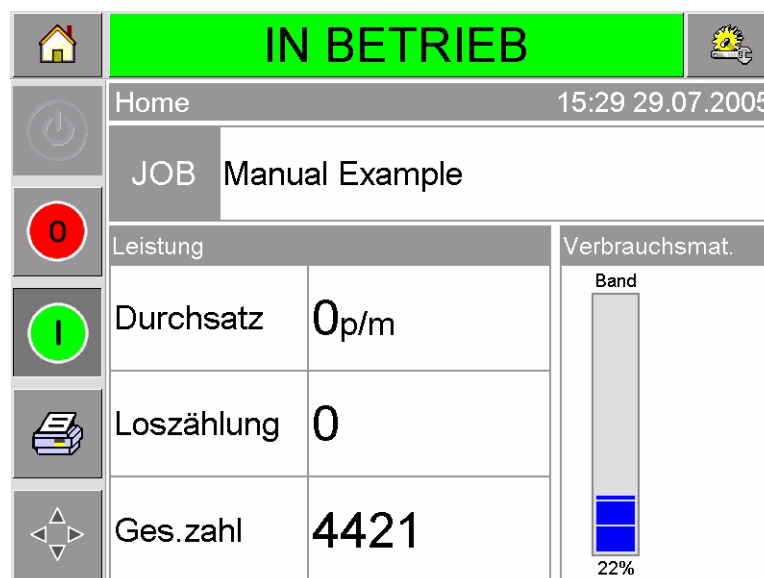 IN BETRIEB
Home 15:29 29.07.2005
JOB Manual Example
0
Leistung Verbrauchsmat.
Band
Durchsatz 0p/m
I
Loszählung 0
Ges.zahl 4421
22%